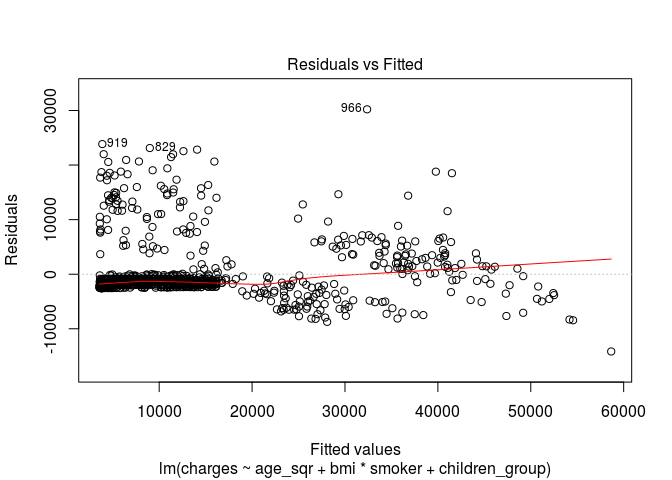 Residuals vs Fitted
30000
10000
0
-10000
Residuals
966
919
829
10000 20000 30000 40000 50000 60000
Fitted values
lm(charges ~ age_sqr + bmi * smoker + children_group)